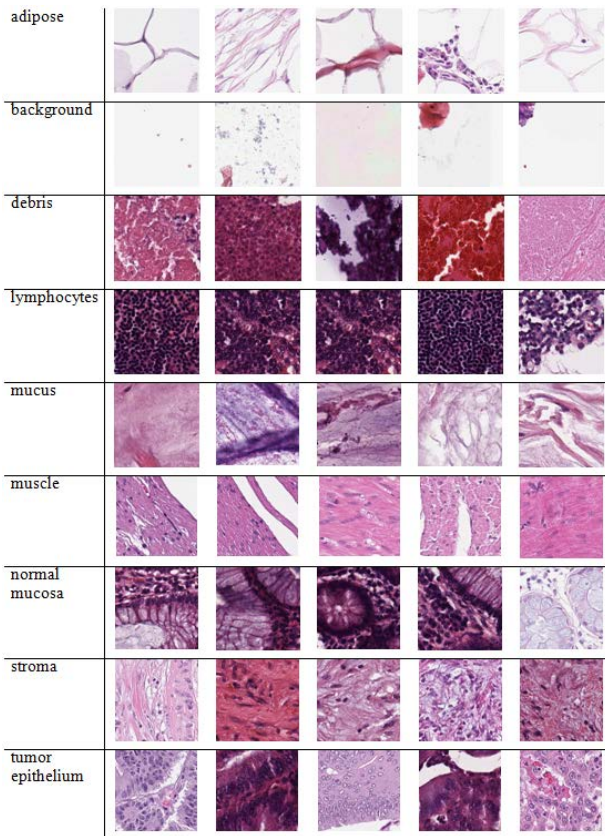 adipose
background
debris
lymphocytes
mucus
muscle
normal
mucosa
stroma
tumor
epithelium